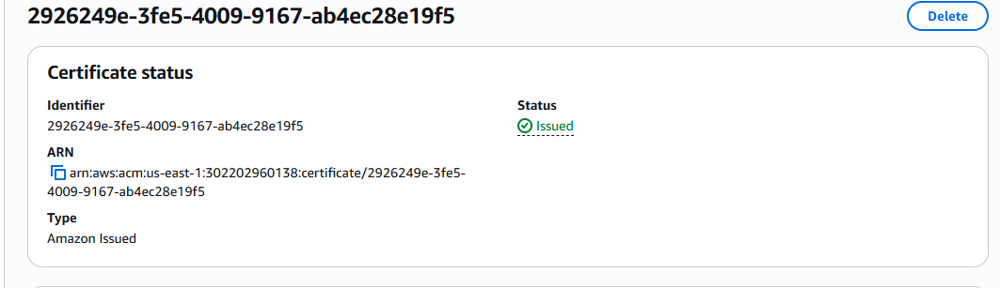 2926249e-3fe5-4009-9167-ab4ec28e19f5
Delete
Certificate status
Identifier
2926249e-3fe5-4009-9167-ab4ec28e19f5
Status
Issued
ARN
arn:aws:acm:us-east-1:302202960138:certificate/2926249e-3fe5-
4009-9167-ab4ec28e19f5
Type
Amazon Issued